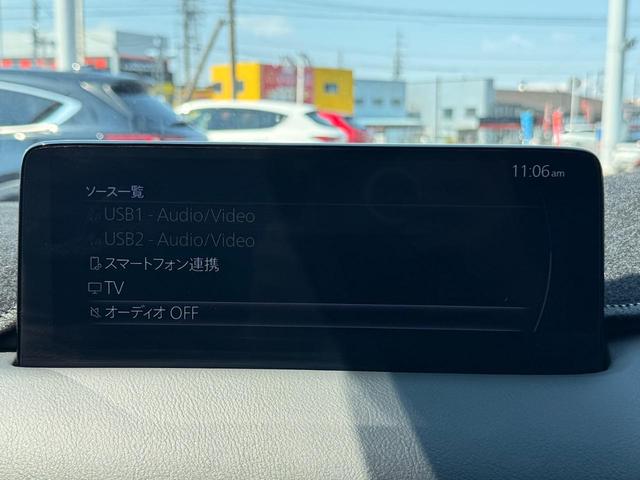 11:06am
ソース一覧
USB1 - Audio/Video
USB2 - Audio/Video
スマートフォン連携
TV
オーディオ OFF